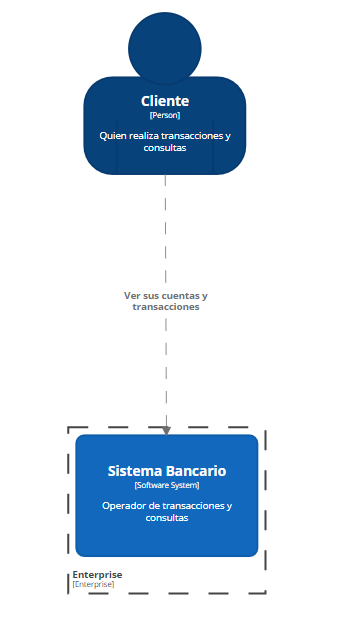 Cliente
[Person]
Quien realiza transacciones y
consultas
Ver sus cuentas y
transacciones
Sistema Bancario
[Software System]
Operador de transacciones y
consultas
Enterprise
[Enterprise]